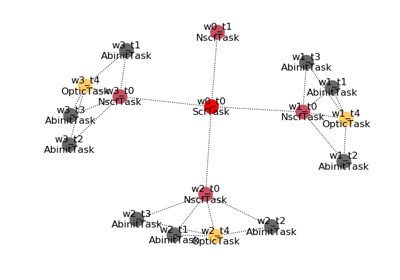 w0_t1
NscfTask
w3_t1
AbinitTask
w1_t3
AbinitTask
w3_t4
OpticTask
w1_t1
AbinitTask
w3_t0
NscfTask
w0_t0
ScfTask
w1_t0
NscfTask
w1_t4
OpticTask
w3_t3
AbinitTask
w3_t2
AbinitTask
w1_t2
AbinitTask
w2_t0
NscfTask
w2_t3
AbinitTask
w2_t1
AbinitTask
w2_t4
OpticTask
w2_t2
AbinitTask